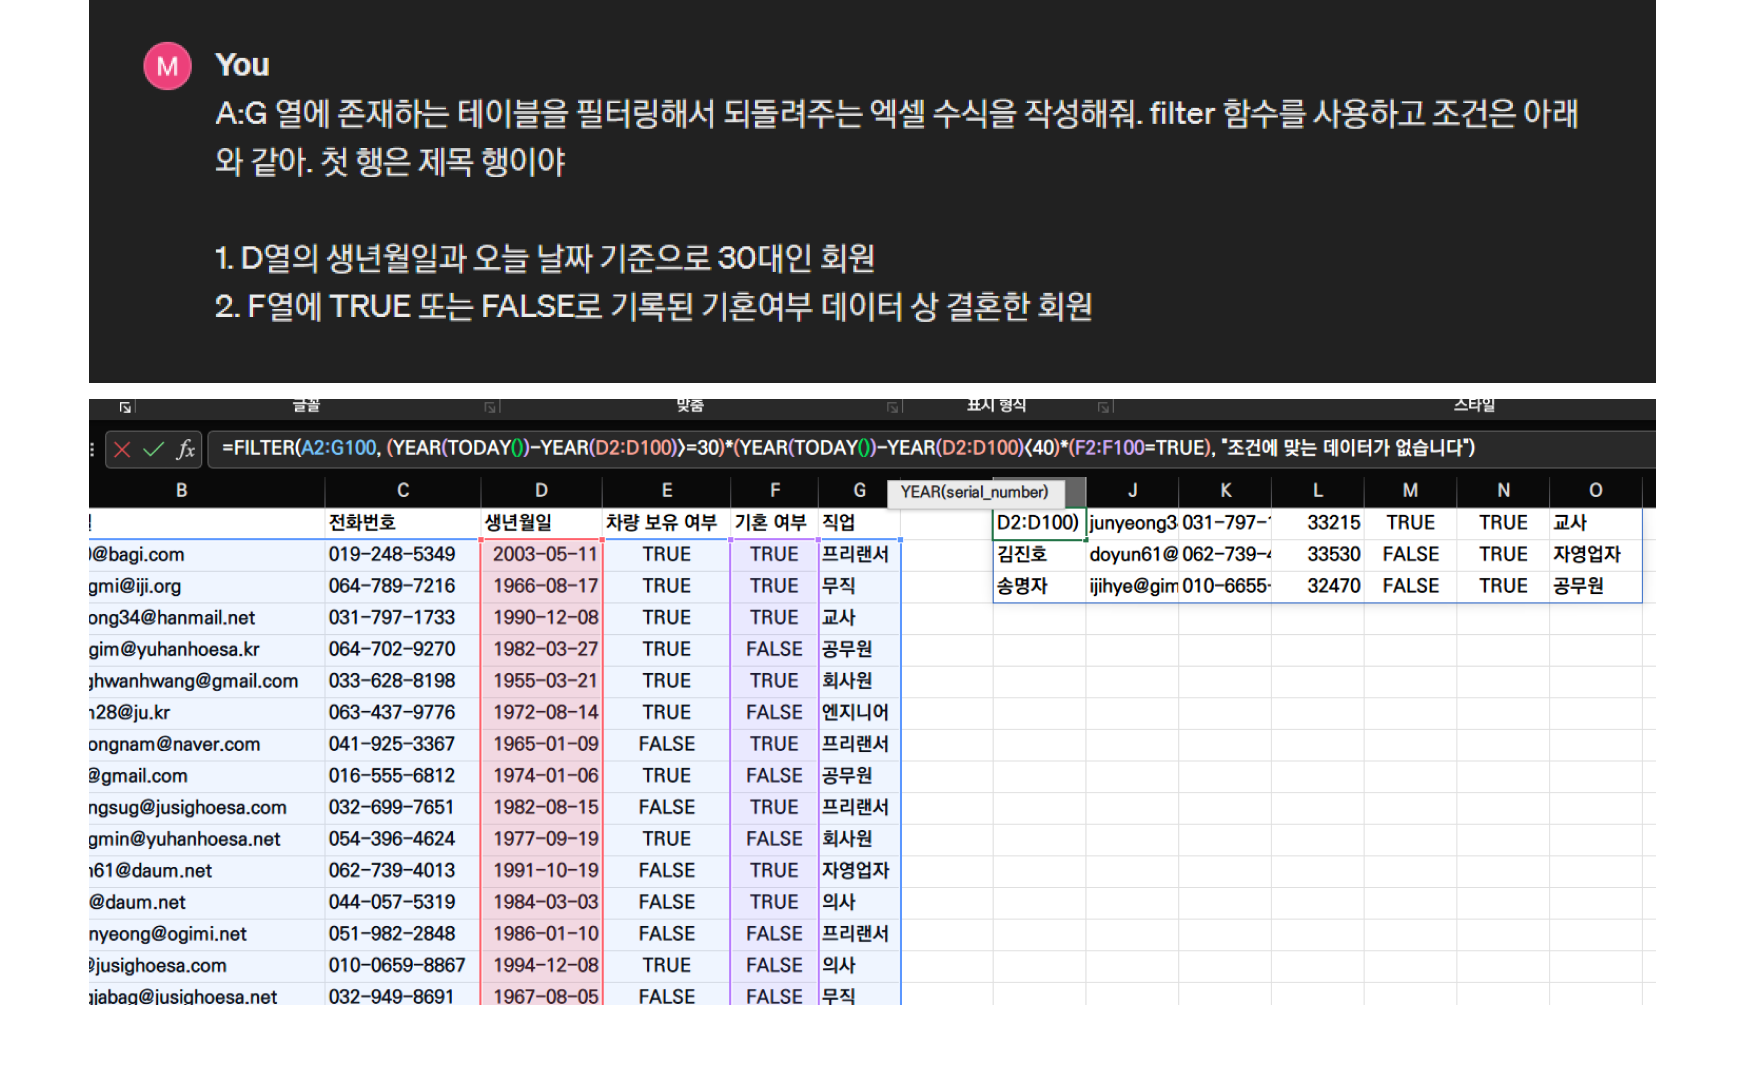 M You
A:G 열에 존재하는 테이블을 필터링해서 되돌려주는 엑셀 수식을 작성해줘. filter 함수를 사용하고 조건은 아래
와 같아. 첫 행은 제목 행이야
1. D열의 생년월일과 오늘 날짜 기준으로 30대인 회원
2. F열에 TRUE 또는 FALSE로 기록된 기혼여부 데이터 상 결혼한 회원
글꼴 맞춤 표시 형식 스타일
fx =FILTER(A2:G100, (YEAR(TODAY())-YEAR(D2:D100)>=30)*(YEAR(TODAY())-YEAR(D2:D100)<40)*(F2:F100=TRUE), "조건에 맞는 데이터가 없습니다")
B C D E F G YEAR(serial_number) J K L M N O
전화번호 생년월일 차량 보유 여부 기혼 여부 직업 D2:D100) junyeong3 031-797-1 33215 TRUE TRUE 교사
@bagi.com 019-248-5349 2003-05-11 TRUE TRUE 프리랜서 김진호 doyun61@ 062-739-4 33530 FALSE TRUE 자영업자
gmi@iji.org 064-789-7216 1966-08-17 TRUE TRUE 무직 송명자 ijihye@gim 010-6655- 32470 FALSE TRUE 공무원
ong34@hanmail.net 031-797-1733 1990-12-08 TRUE TRUE 교사
gim@yuhanhoesa.kr 064-702-9270 1982-03-27 TRUE FALSE 공무원
ghwanhwang@gmail.com 033-628-8198 1955-03-21 TRUE TRUE 회사원
28@ju.kr 063-437-9776 1972-08-14 TRUE FALSE 엔지니어
ongnam@naver.com 041-925-3367 1965-01-09 FALSE TRUE 프리랜서
@gmail.com 016-555-6812 1974-01-06 TRUE FALSE 공무원
ngsug@jusighoesa.com 032-699-7651 1982-08-15 FALSE TRUE 프리랜서
gmin@yuhanhoesa.net 054-396-4624 1977-09-19 TRUE FALSE 회사원
61@daum.net 062-739-4013 1991-10-19 FALSE TRUE 자영업자
@daum.net 044-057-5319 1984-03-03 FALSE TRUE 의사
nyeong@ogimi.net 051-982-2848 1986-01-10 FALSE FALSE 프리랜서
@jusighoesa.com 010-0659-8867 1994-12-08 TRUE FALSE 의사
gjabag@jusighoesa.net 032-949-8691 1967-08-05 FALSE FALSE 무직